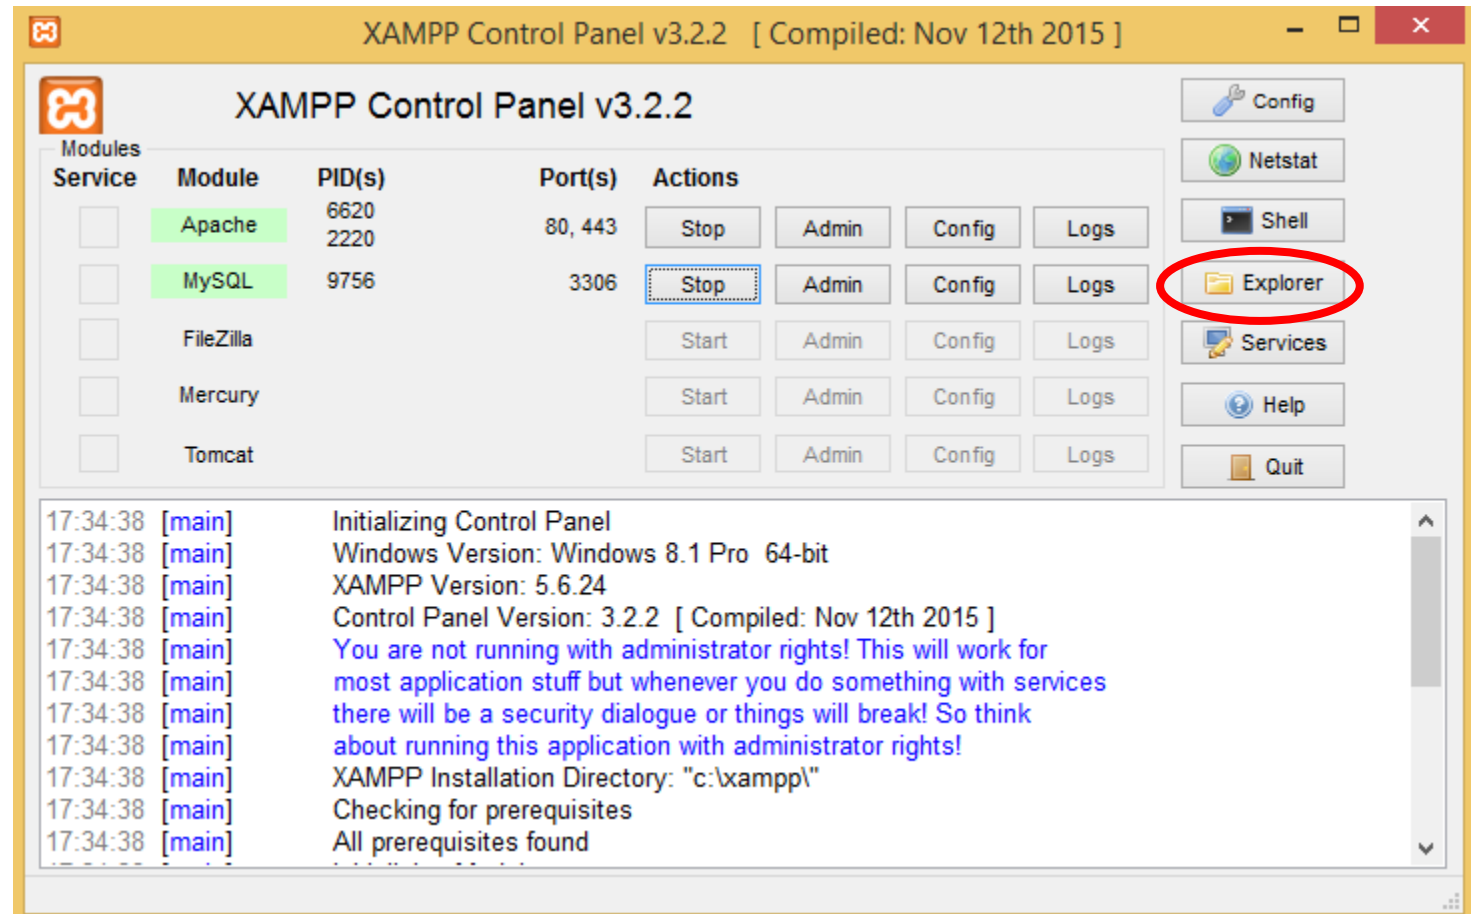 XAMPP Control Panel v3.2.2 [ Compiled: Nov 12th 2015 ]
XAMPP Control Panel v3.2.2
Config
Netstat
Shell
Explorer
Services
Help
Quit
Modules
Service Module PID(s) Port(s) Actions
Apache 6620 2220 80, 443 Stop Admin Config Logs
MySQL 9756 3306 Stop Admin Config Logs
FileZilla Start Admin Config Logs
Mercury Start Admin Config Logs
Tomcat Start Admin Config Logs
17:34:38 [main] Initializing Control Panel
17:34:38 [main] Windows Version: Windows 8.1 Pro 64-bit
17:34:38 [main] XAMPP Version: 5.6.24
17:34:38 [main] Control Panel Version: 3.2.2 [ Compiled: Nov 12th 2015 ]
17:34:38 [main] You are not running with administrator rights! This will work for
17:34:38 [main] most application stuff but whenever you do something with services
17:34:38 [main] there will be a security dialogue or things will break! So think
17:34:38 [main] about running this application with administrator rights!
17:34:38 [main] XAMPP Installation Directory: "c:\xampp\"
17:34:38 [main] Checking for prerequisites
17:34:38 [main] All prerequisites found